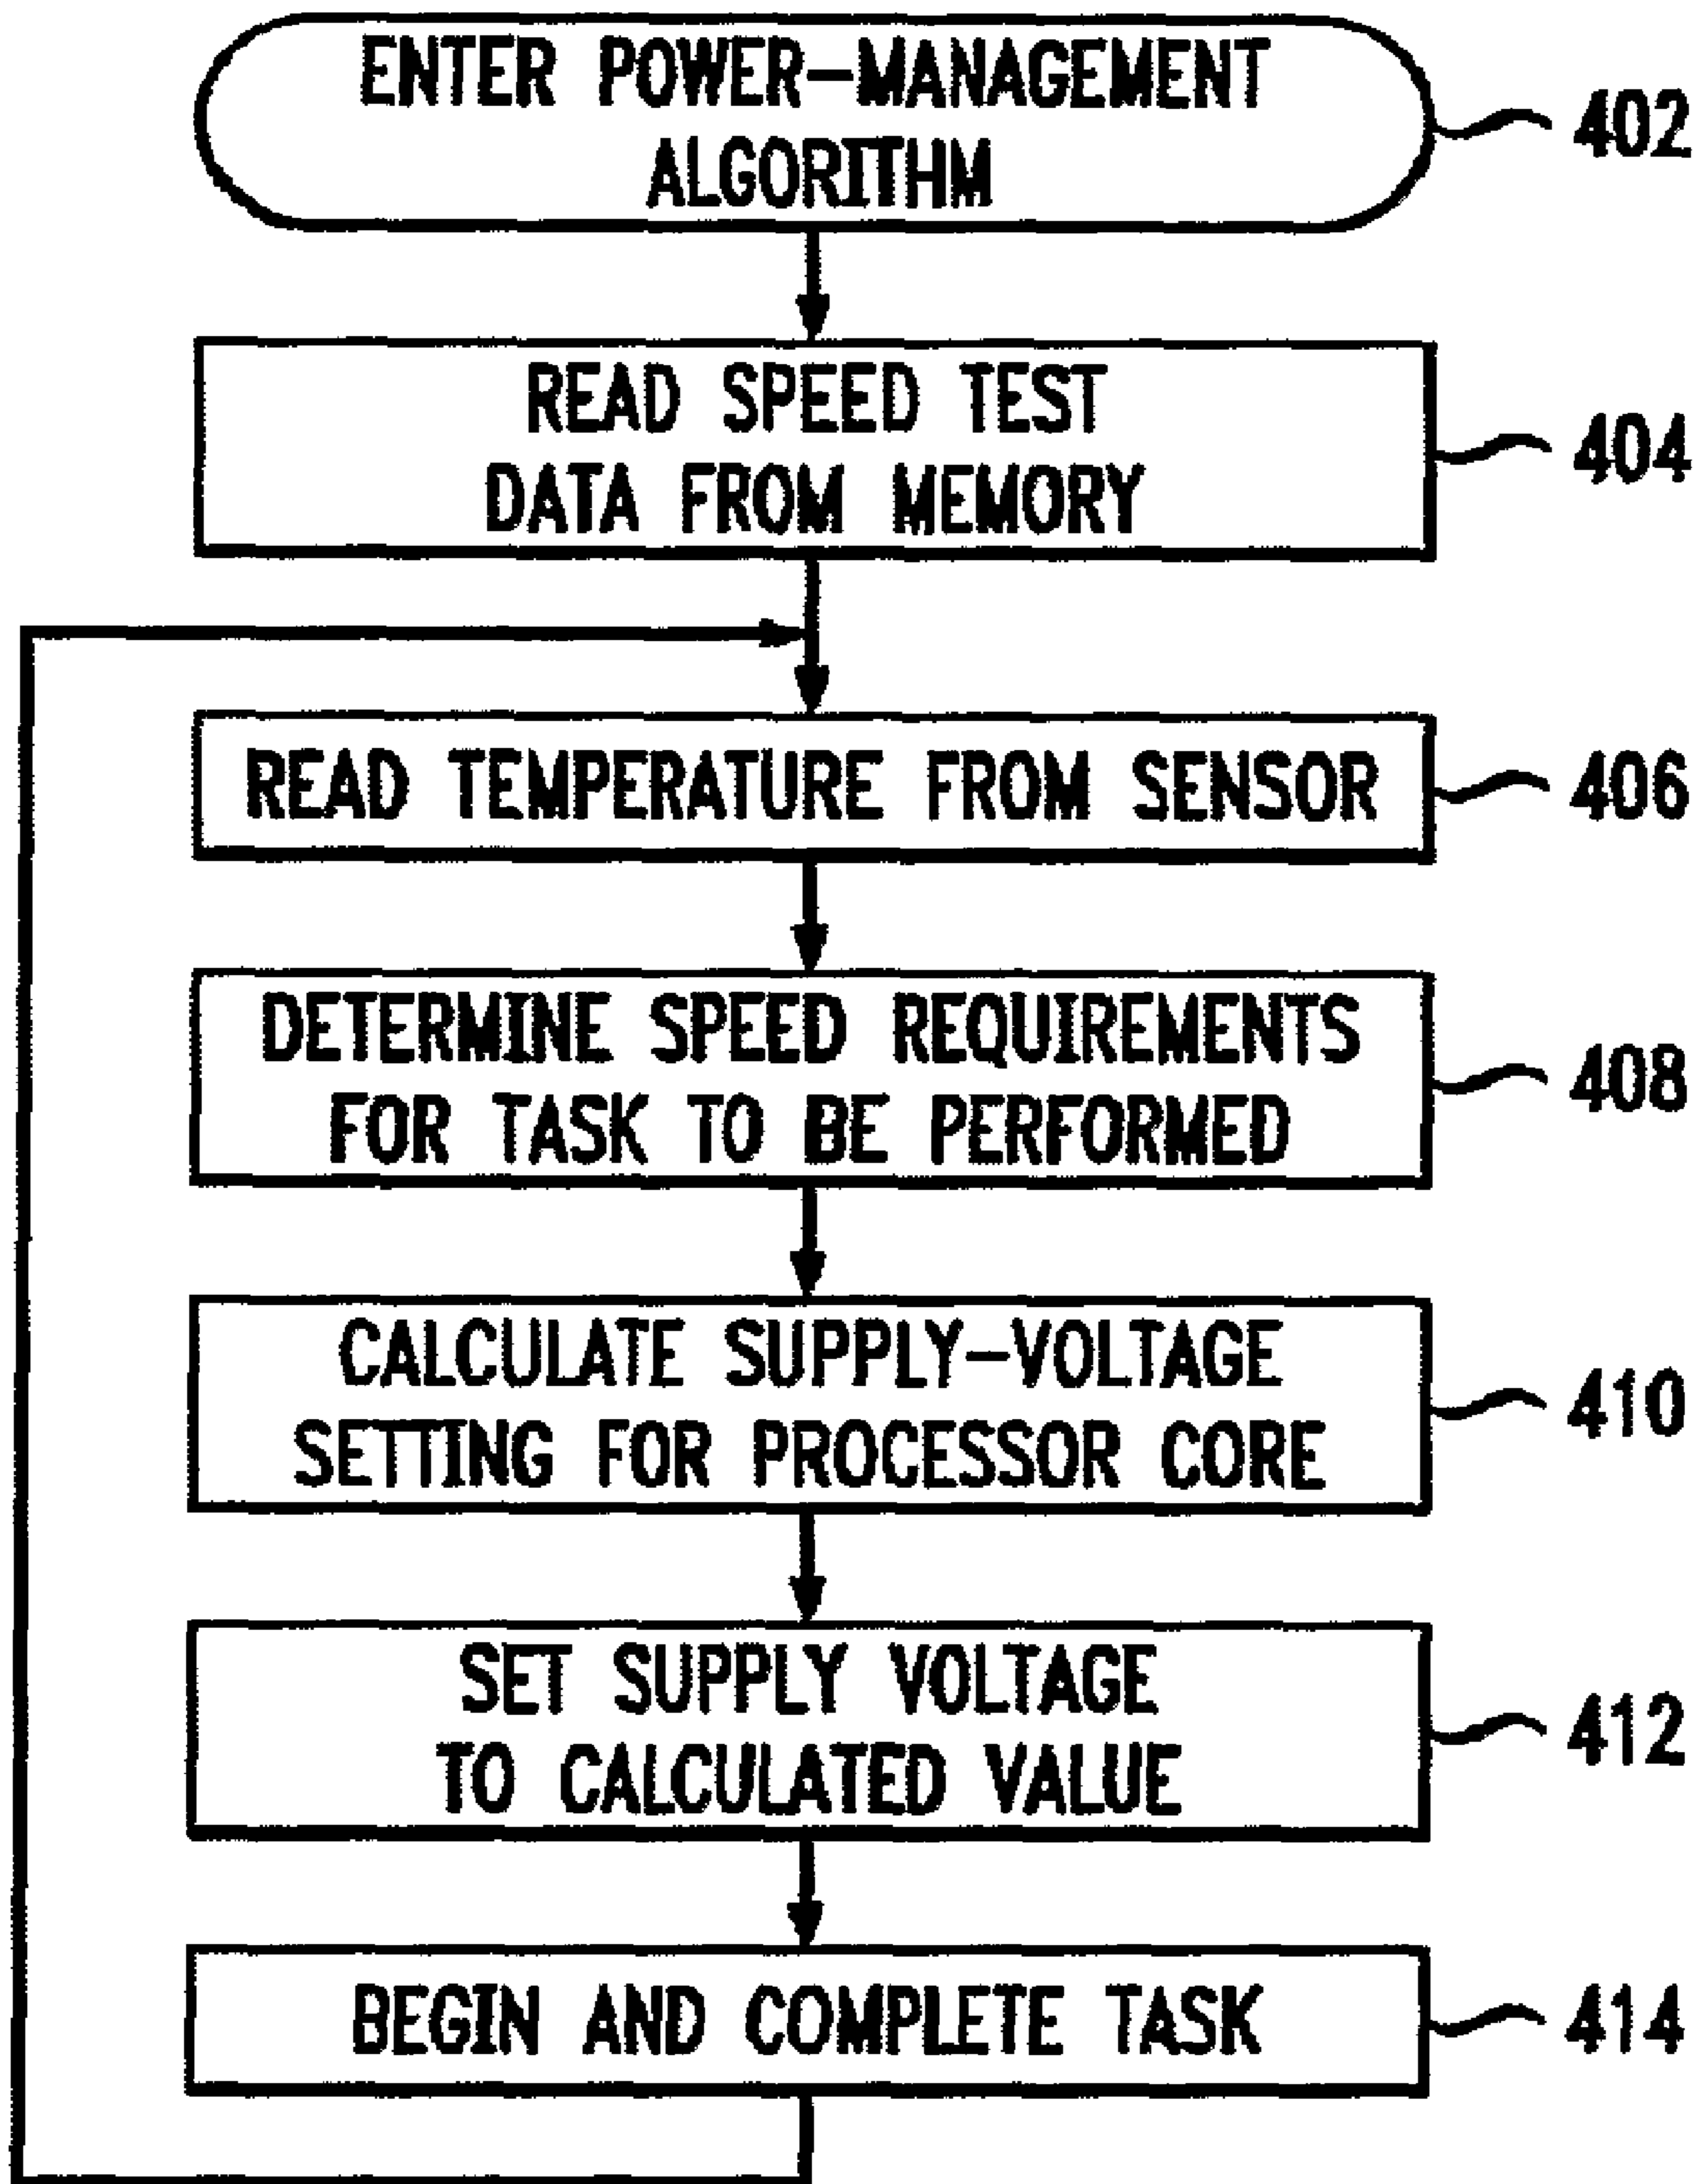 ENTER POWER-MANAGEMENT
ALGORITHM
402
READ SPEED TEST
DATA FROM MEMORY
404
READ TEMPERATURE FROM SENSOR
406
DETERMINE SPEED REQUIREMENTS
FOR TASK TO BE PERFORMED
408
CALCULATE SUPPLY-VOLTAGE
SETTING FOR PROCESSOR CORE
410
SET SUPPLY VOLTAGE
TO CALCULATED VALUE
412
BEGIN AND COMPLETE TASK
414